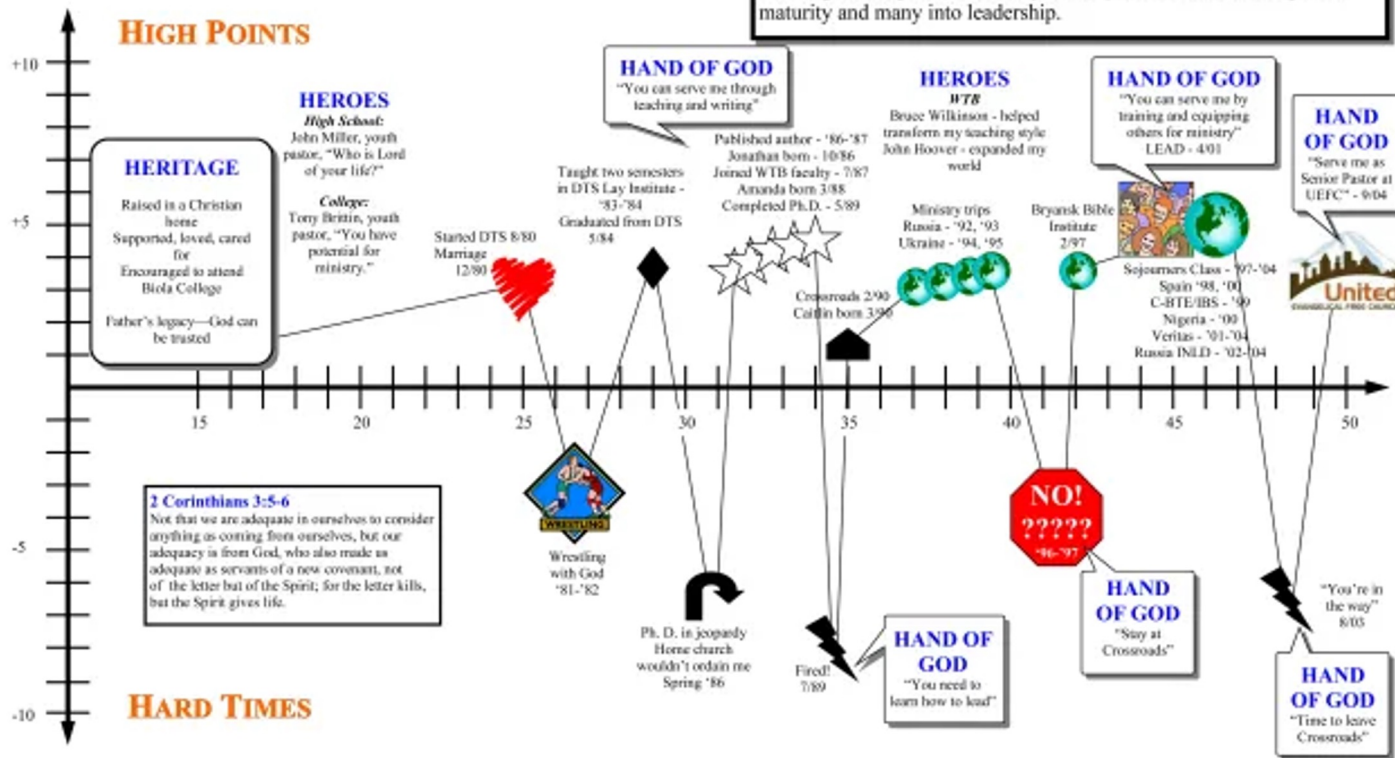 maturity and many into leadership.
HIGH POINTS
+10
+5
-5
-10
HERITAGE
Raised in a Christian
home
Supported, loved, cared
for
Encouraged to attend
Biola College
Father's legacy—God can
be trusted
HEROES
High School:
John Miller, youth
pastor, "Who is Lord
of your life?"
College:
Tony Brittin, youth
pastor, "You have
potential for
ministry."
Started DTS 8/80
Marriage
12/80
Taught two semesters
in DTS Lay Institute -
'83-'84
Graduated from DTS
5/84
HAND OF GOD
"You can serve me through
teaching and writing"
Published author - '86-'87
Jonathan born - 10/86
Joined WTB faculty - 7/87
Amanda born 3/88
Completed Ph.D. - 5/89
Crossroads 2/90
Caitlin born 3/90
HEROES
WTB
Bruce Wilkinson - helped
transform my teaching style
John Hoover - expanded my
world
Ministry trips
Russia - '92, '93
Ukraine - '94, '95
Bryansk Bible
Institute
2/97
HAND OF GOD
"You can serve me by
training and equipping
others for ministry"
LEAD - 4/01
Sojourners Class - '97-'04
Spain '98, '00
C-BTE/IBS - '99
Nigeria - '00
Veritas - '01-'04
Russia INLD - '02-'04
HAND
OF GOD
"Serve me as
Senior Pastor at
UEFC" - 9/04
United
EVANGELICAL FREE CHURCH
15
20
25
30
35
40
45
50
2 Corinthians 3:5-6
Not that we are adequate in ourselves to consider
anything as coming from ourselves, but our
adequacy is from God, who also made us
adequate as servants of a new covenant, not
of the letter but of the Spirit; for the letter kills,
but the Spirit gives life.
WRESTLING
Wrestling
with God
'81-'82
Ph. D. in jeopardy
Home church
wouldn't ordain me
Spring '86
Fired!
7/89
HAND OF
GOD
"You need to
learn how to lead"
NO!
?????
'96-'97
HAND
OF GOD
"Stay at
Crossroads"
"You're in
the way"
8/03
HAND
OF GOD
"Time to leave
Crossroads"
HARD TIMES